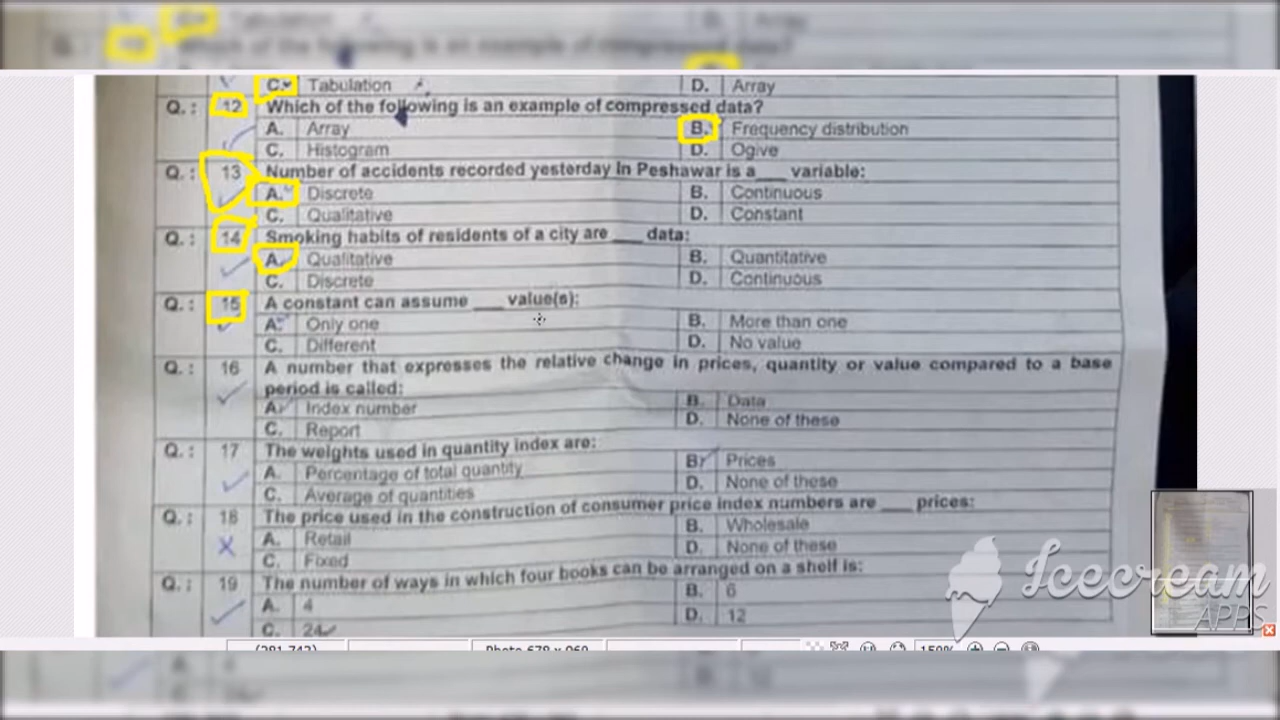 C. Tabulation D. Array
Q.: 12 Which of the following is an example of compressed data?
A. Array B. Frequency distribution
C. Histogram D. Ogive
Q.: 13 Number of accidents recorded yesterday in Peshawar is a___ variable:
A. Discrete B. Continuous
C. Qualitative D. Constant
Q.: 14 Smoking habits of residents of a city are ___ data:
A. Qualitative B. Quantitative
C. Discrete D. Continuous
Q.: 15 A constant can assume ___ value(s):
A. Only one B. More than one
C. Different D. No value
Q.: 16 A number that expresses the relative change in prices, quantity or value compared to a base
period is called:
A. Index number B. Data
C. Report D. None of these
Q.: 17 The weights used in quantity index are:
A. Percentage of total quantity B. Prices
C. Average of quantities D. None of these
Q.: 18 The price used in the construction of consumer price index numbers are ___ prices:
A. Retail B. Wholesale
C. Fixed D. None of these
Q.: 19 The number of ways in which four books can be arranged on a shelf is:
A. 4 B. 6
C. 24 D. 12
Icecream
APPS